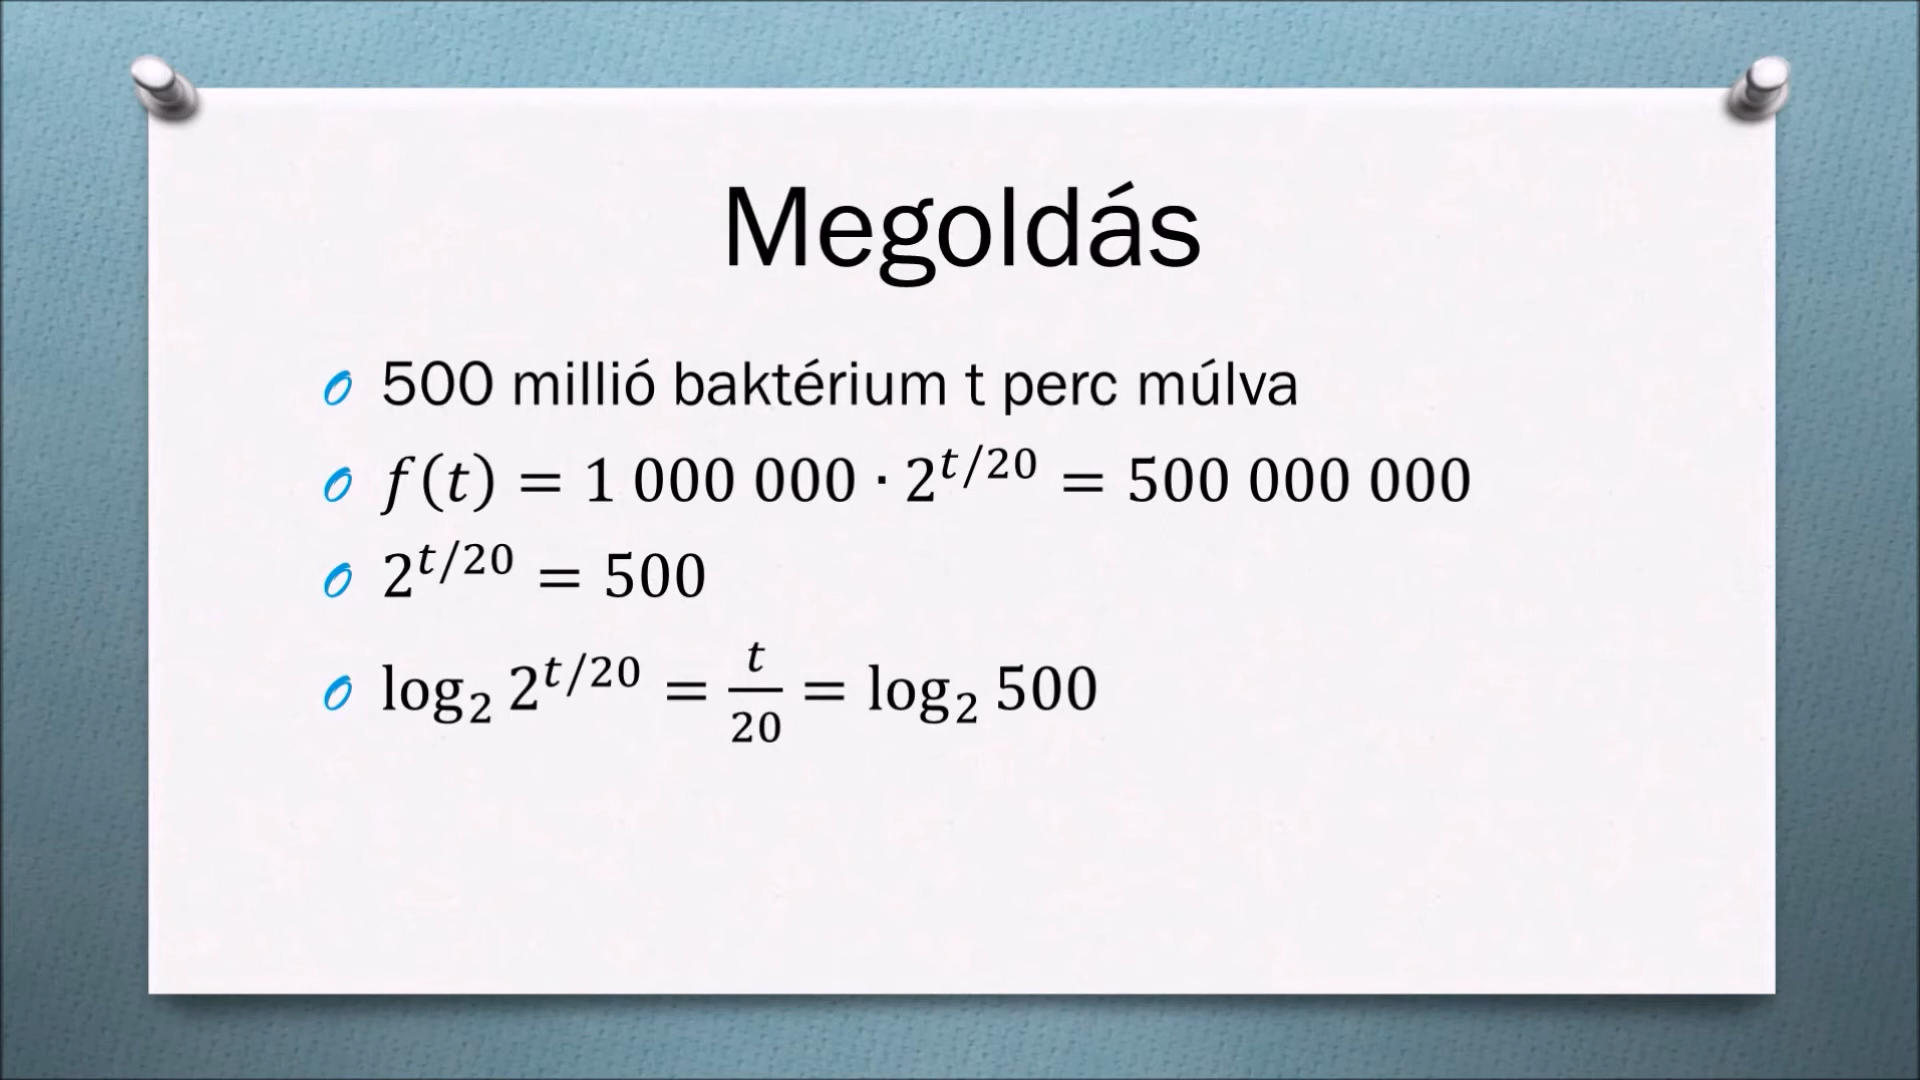 Megoldás
500 millió baktérium t perc múlva
f(t) = 1 000 000 · 2^{t/20} = 500 000 000
2^{t/20} = 500
log₂ 2^{t/20} = \frac{t}{20} = log₂ 500